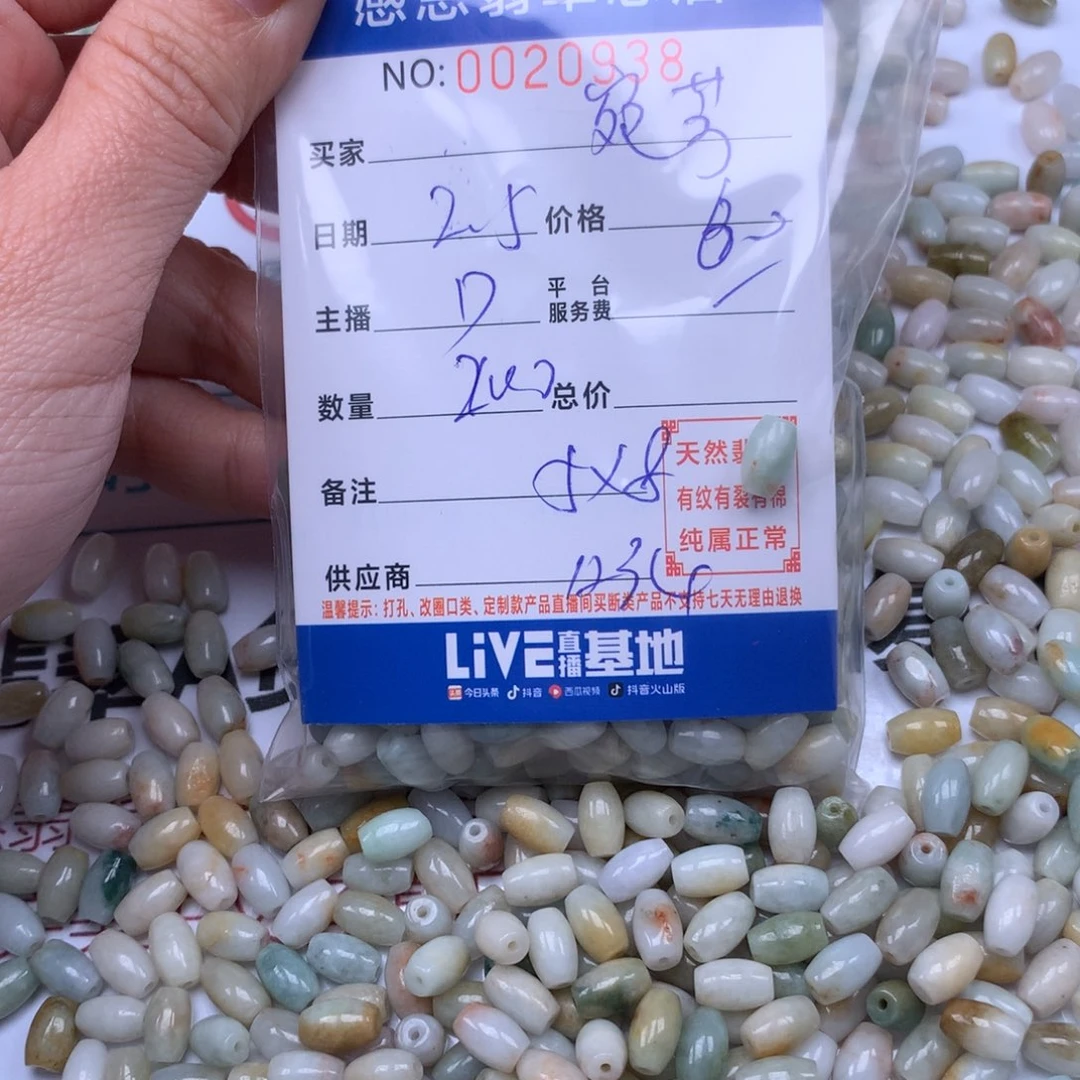 NO: 0020938
买家
日期 2.5 价格
主播 D 平台服务费
数量 200 总价
备注 5X8
天然翡
有纹有裂有棉
纯属正常
供应商
温馨提示: 打孔、改圈口类、定制款产品直播间买断类产品不支持七天无理由退换
LiVE直播基地
今日头条 抖音 西瓜视频 抖音火山版